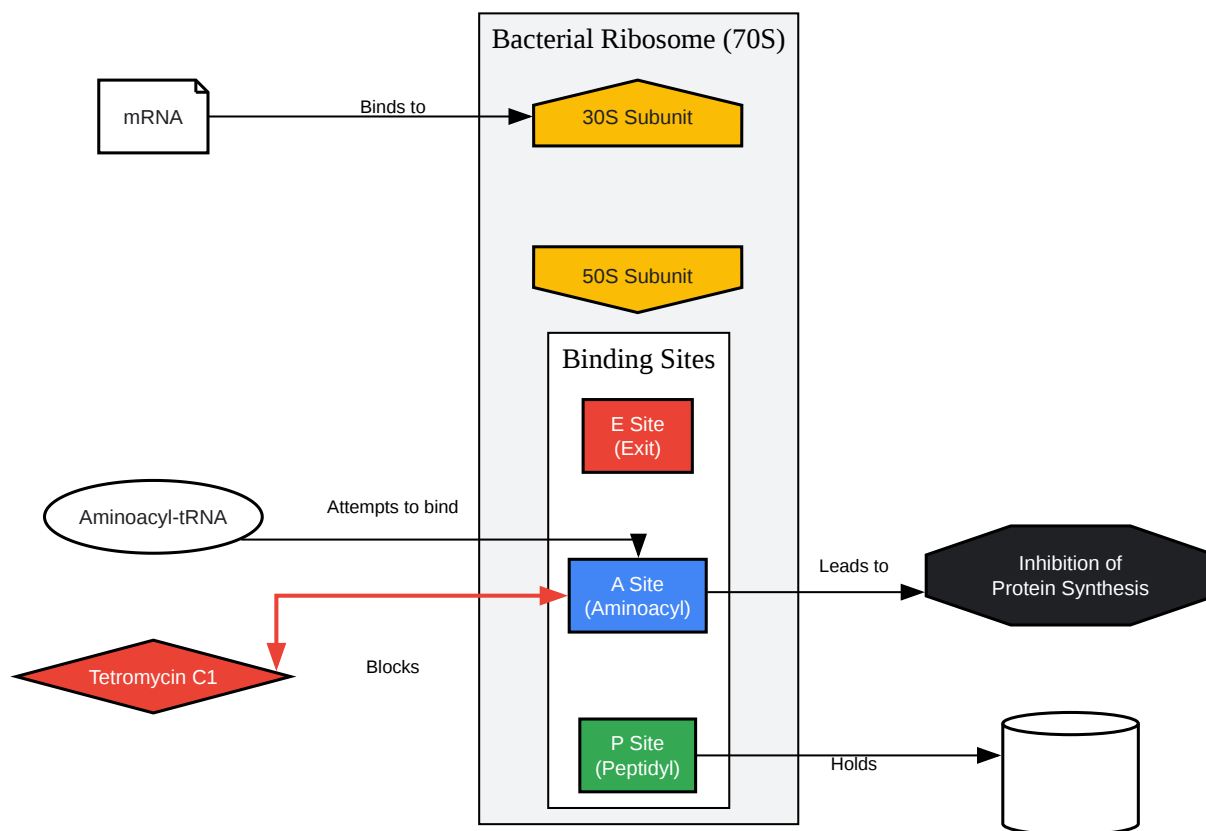 Bacterial Ribosome (70S)
mRNA
Binds to
30S Subunit
50S Subunit
Binding Sites
E Site
(Exit)
Aminoacyl-tRNA
Attempts to bind
A Site
(Aminoacyl)
Leads to
Inhibition of
Protein Synthesis
Tetromycin C1
Blocks
P Site
(Peptidyl)
Holds